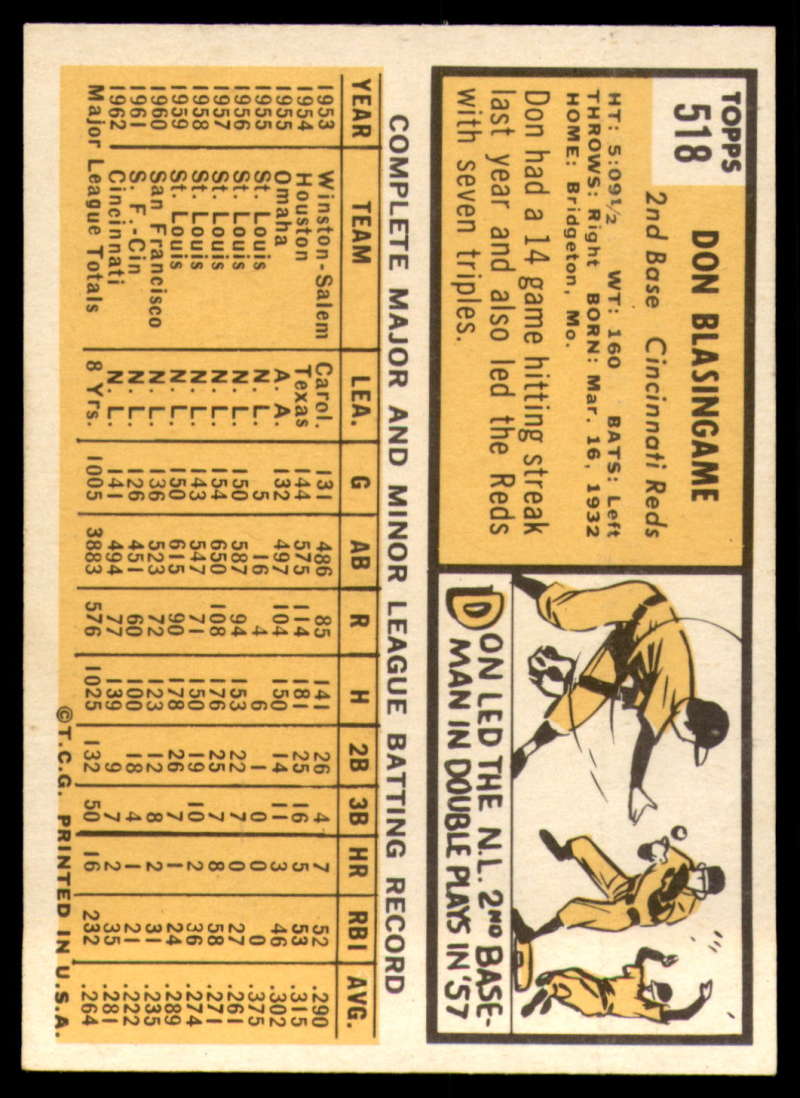 TOPPS
518
DON BLASINGAME
2nd Base Cincinnati Reds
HT: 5:09½ WT: 160 BATS: Left
THROWS: Right BORN: Mar. 16, 1932
HOME: Bridgeton, Mo.
Don had a 14 game hitting streak
last year and also led the Reds
with seven triples.
DON LED THE N.L. 2ND BASE-
MAN IN DOUBLE PLAYS IN '57
COMPLETE MAJOR AND MINOR LEAGUE BATTING RECORD
YEAR TEAM LEA. G AB R H 2B 3B HR RBI AVG.
1953 Winston-Salem Carol. 131 486 85 141 26 4 7 52 .290
1954 Houston Texas 144 575 114 181 25 16 5 53 .315
1955 Omaha A. A. 132 497 104 150 14 11 3 46 .302
1955 St. Louis N. L. 5 16 4 6 1 0 0 0 .375
1956 St. Louis N. L. 150 587 94 153 22 7 0 27 .261
1957 St. Louis N. L. 154 650 108 176 25 7 8 58 .271
1958 St. Louis N. L. 143 547 71 150 19 10 2 36 .274
1959 St. Louis N. L. 150 615 90 178 26 7 1 24 .289
1960 San Francisco N. L. 136 523 72 123 12 8 2 31 .235
1961 S. F.-Cin N. L. 126 451 60 100 18 4 1 21 .222
1962 Cincinnati N. L. 141 494 77 139 9 7 2 35 .281
Major League Totals 8 Yrs. 1005 3883 576 1025 132 50 16 232 .264
©T.C.G. PRINTED IN U.S.A.